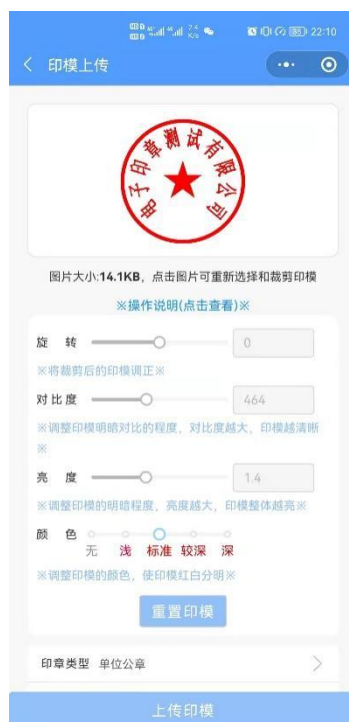 7.4
K/s
22:10
印模上传
电子印章测试有限公司
图片大小:14.1KB，点击图片可重新选择和裁剪印模
※操作说明(点击查看)※
旋 转
0
※将裁剪后的印模调正※
对比度
464
※调整印模明暗对比的程度，对比度越大，印模越清晰
※
亮 度
1.4
※调整印模的明暗程度，亮度越大，印模整体越亮※
颜 色
无 浅 标准 较深 深
※调整印模的颜色，使印模红白分明※
重置印模
印章类型 单位公章
上传印模